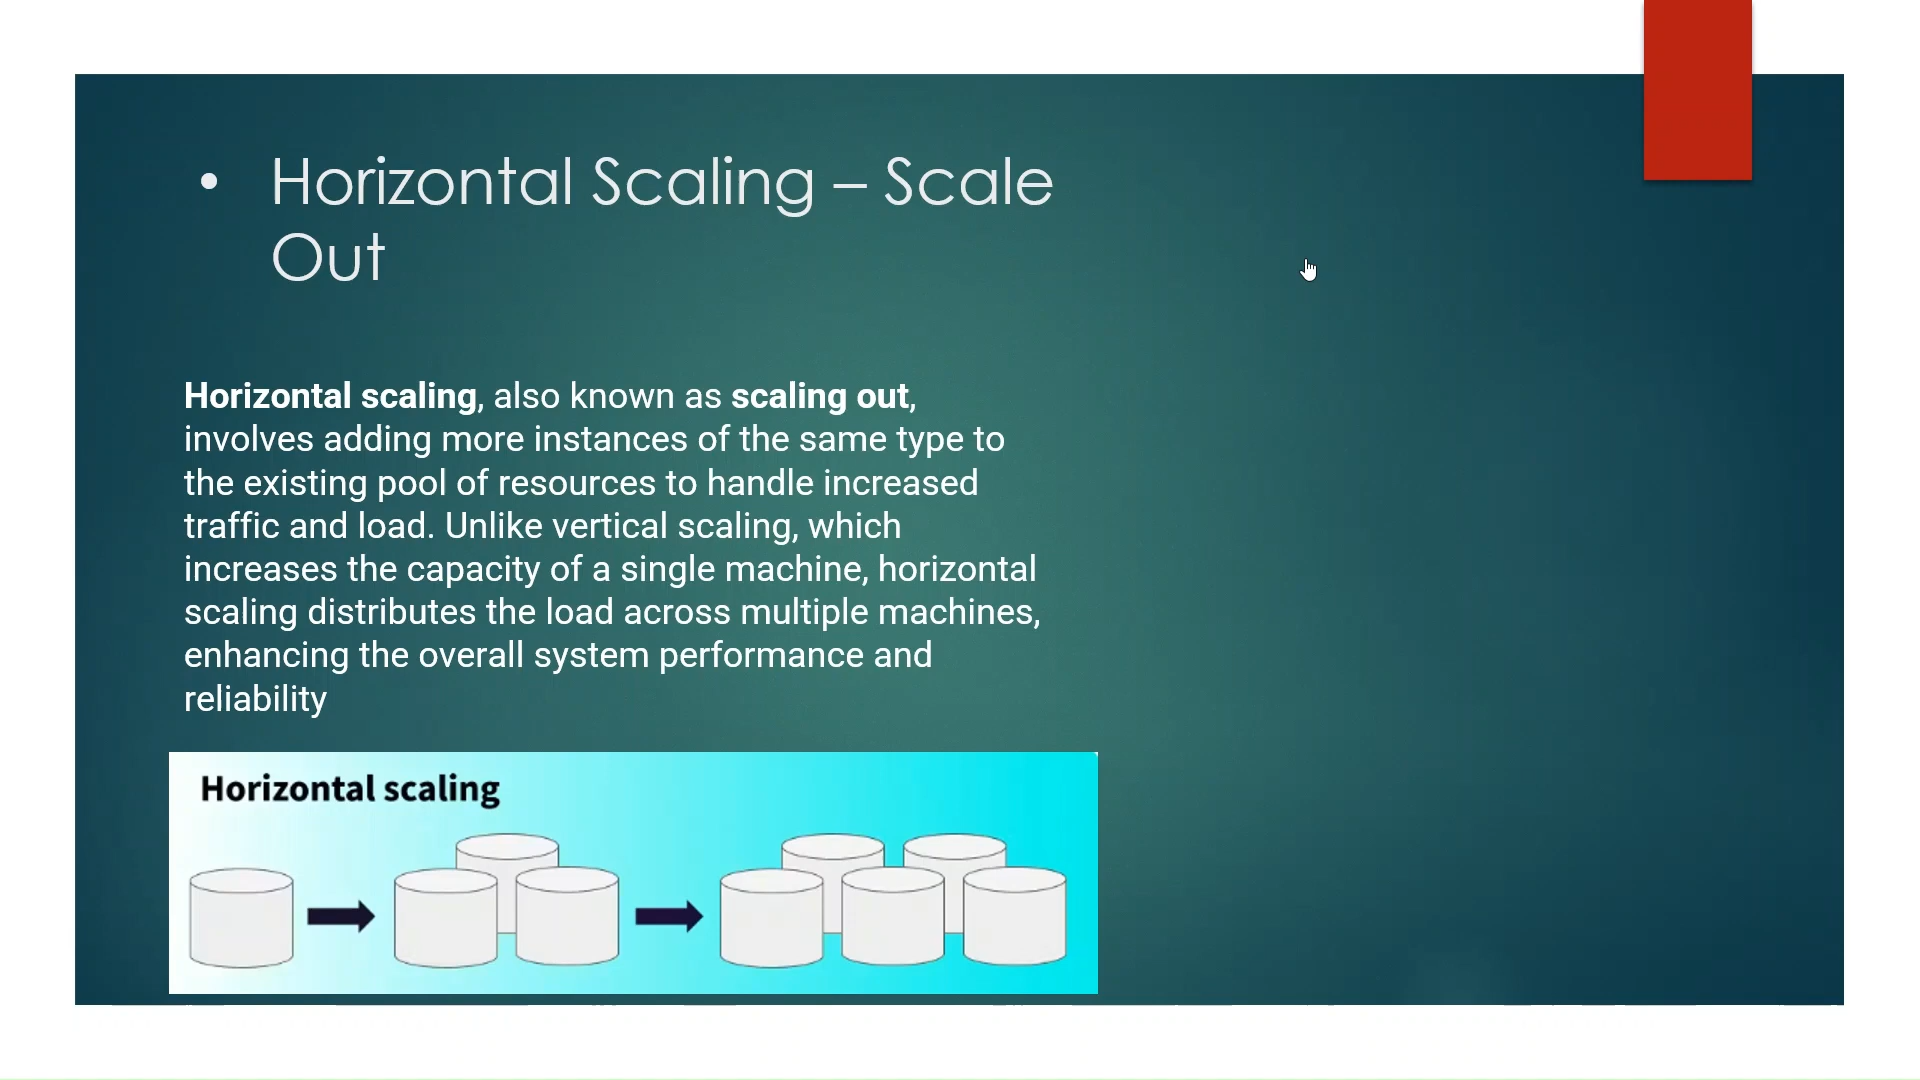 • Horizontal Scaling – Scale
Out
Horizontal scaling, also known as scaling out,
involves adding more instances of the same type to
the existing pool of resources to handle increased
traffic and load. Unlike vertical scaling, which
increases the capacity of a single machine, horizontal
scaling distributes the load across multiple machines,
enhancing the overall system performance and
reliability
Horizontal scaling